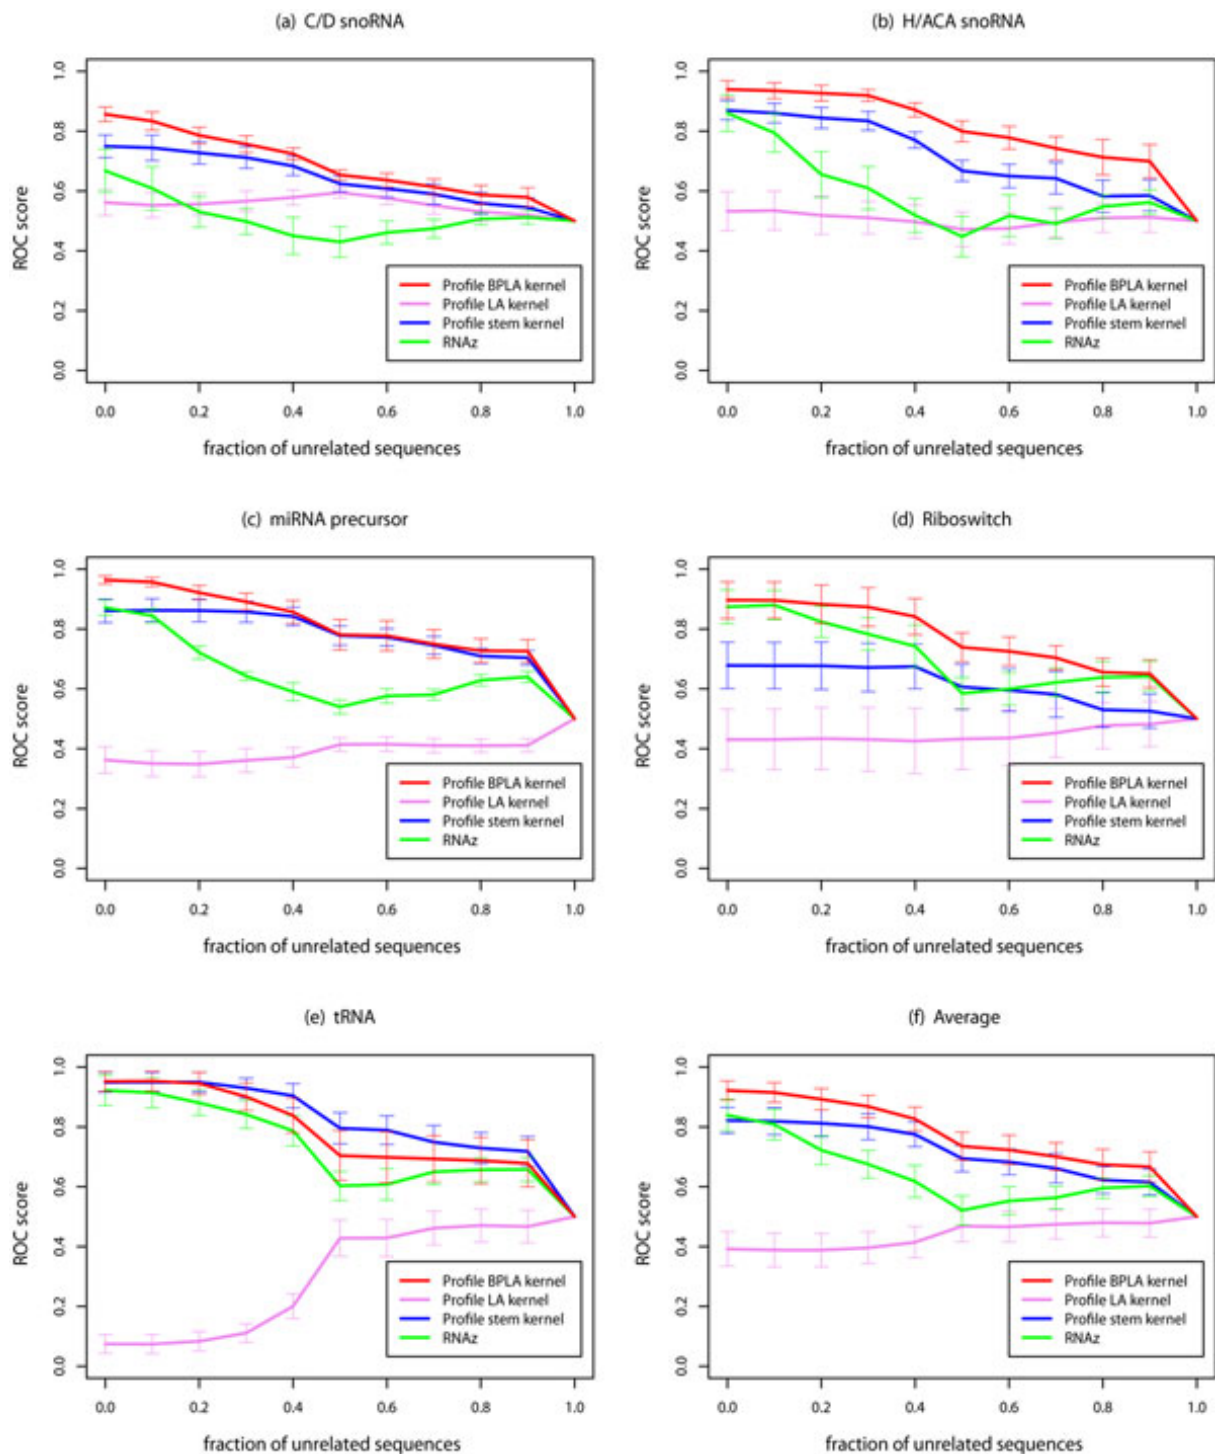 (a) C/D snoRNA
ROC score
1.0
0.8
0.6
0.4
0.2
0.0
Profile BPLA kernel
Profile LA kernel
Profile stem kernel
RNAz
0.0 0.2 0.4 0.6 0.8 1.0
fraction of unrelated sequences
(b) H/ACA snoRNA
ROC score
1.0
0.8
0.6
0.4
0.2
0.0
Profile BPLA kernel
Profile LA kernel
Profile stem kernel
RNAz
0.0 0.2 0.4 0.6 0.8 1.0
fraction of unrelated sequences
(c) miRNA precursor
ROC score
1.0
0.8
0.6
0.4
0.2
0.0
Profile BPLA kernel
Profile LA kernel
Profile stem kernel
RNAz
0.0 0.2 0.4 0.6 0.8 1.0
fraction of unrelated sequences
(d) Riboswitch
ROC score
1.0
0.8
0.6
0.4
0.2
0.0
Profile BPLA kernel
Profile LA kernel
Profile stem kernel
RNAz
0.0 0.2 0.4 0.6 0.8 1.0
fraction of unrelated sequences
(e) tRNA
ROC score
1.0
0.8
0.6
0.4
0.2
0.0
Profile BPLA kernel
Profile LA kernel
Profile stem kernel
RNAz
0.0 0.2 0.4 0.6 0.8 1.0
fraction of unrelated sequences
(f) Average
ROC score
1.0
0.8
0.6
0.4
0.2
0.0
Profile BPLA kernel
Profile LA kernel
Profile stem kernel
RNAz
0.0 0.2 0.4 0.6 0.8 1.0
fraction of unrelated sequences